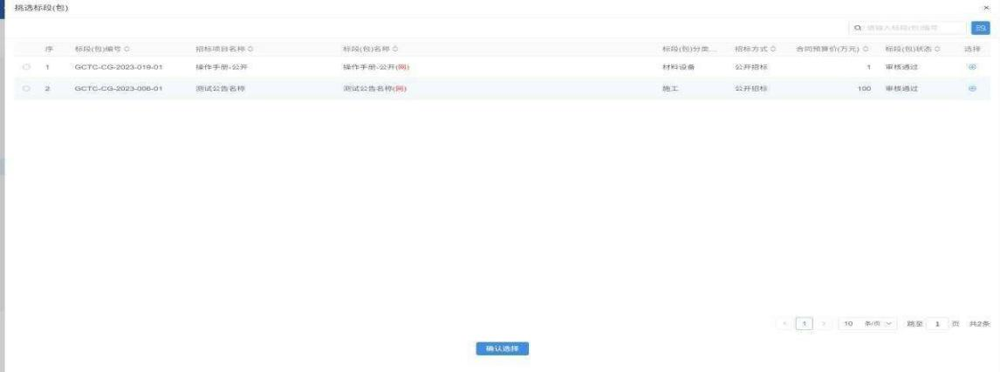 挑选标段(包)
请输入标段(包)编号
序 标段(包)编号 招标项目名称 标段(包)名称 标段(包)分类... 招标方式 合同预算价(万元) 标段(包)状态 选择
1 GCTC-CG-2023-019-01 操作手册-公开 操作手册-公开(网) 材料设备 公开招标 1 审核通过
2 GCTC-CG-2023-006-01 测试公告名称 测试公告名称(网) 施工 公开招标 100 审核通过
1 10 条/页 跳至 1 页 共2条
确认选择